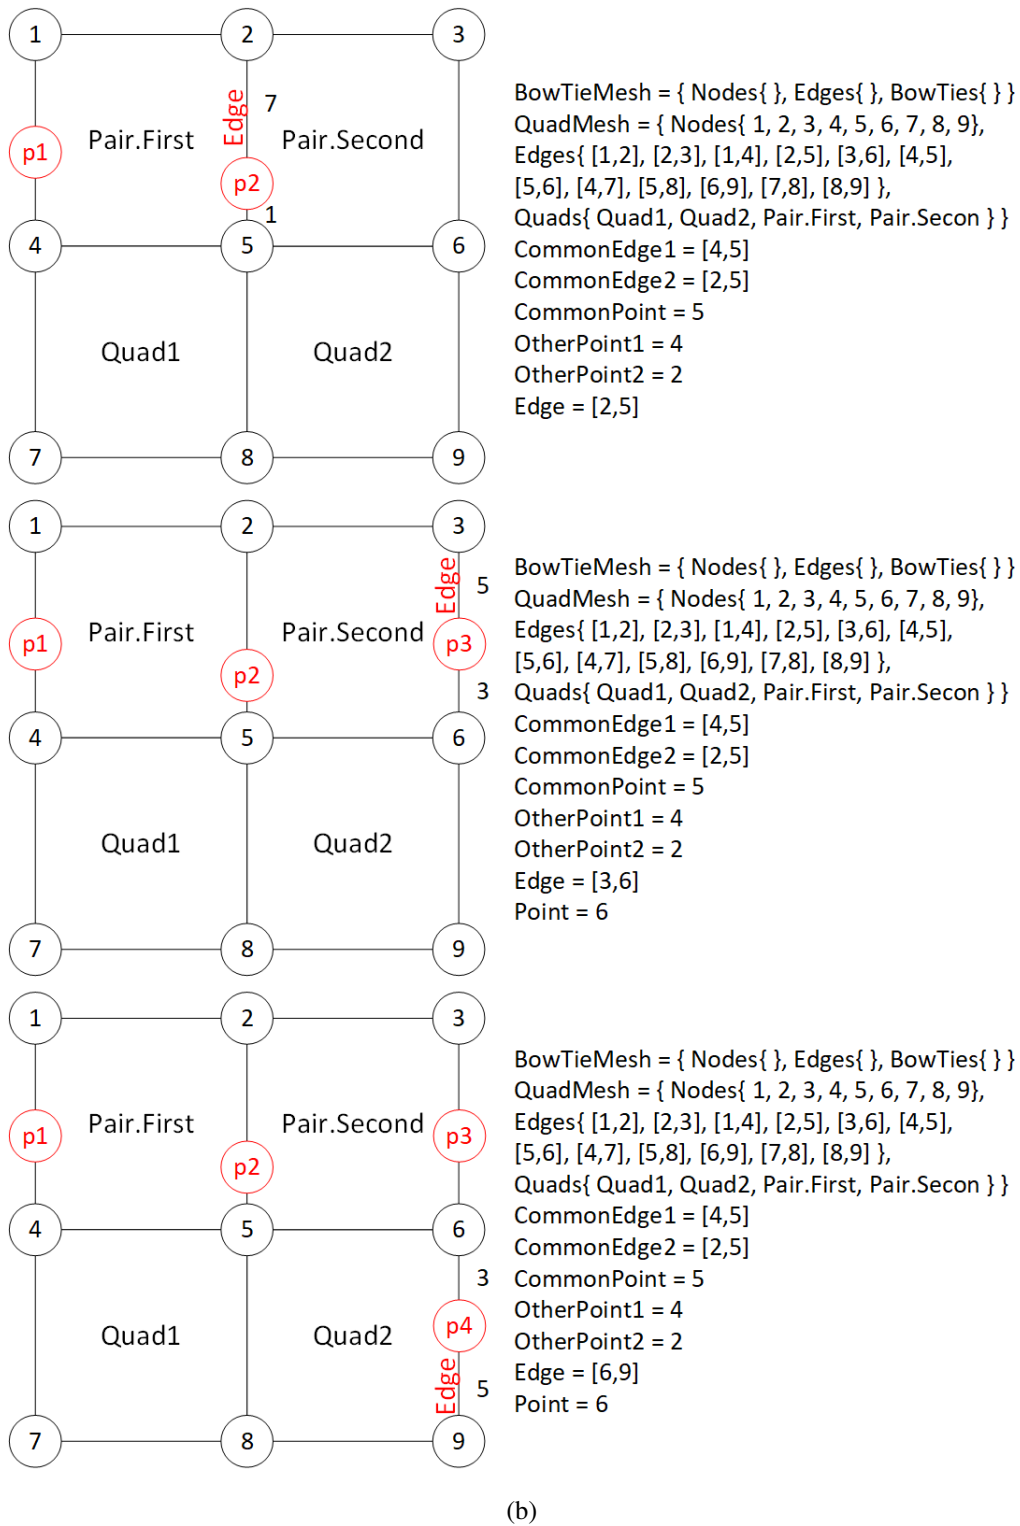 1 2 3
Edge 7
p1 Pair.First Pair.Second
p2
1
4 5 6
Quad1 Quad2
7 8 9
BowTieMesh = { Nodes{ }, Edges{ }, BowTies{ } }
QuadMesh = { Nodes{ 1, 2, 3, 4, 5, 6, 7, 8, 9},
Edges{ [1,2], [2,3], [1,4], [2,5], [3,6], [4,5],
[5,6], [4,7], [5,8], [6,9], [7,8], [8,9] },
Quads{ Quad1, Quad2, Pair.First, Pair.Secon } }
CommonEdge1 = [4,5]
CommonEdge2 = [2,5]
CommonPoint = 5
OtherPoint1 = 4
OtherPoint2 = 2
Edge = [2,5]
1 2 3
Edge 5
p1 Pair.First Pair.Second p3
p2
3
4 5 6
Quad1 Quad2
7 8 9
BowTieMesh = { Nodes{ }, Edges{ }, BowTies{ } }
QuadMesh = { Nodes{ 1, 2, 3, 4, 5, 6, 7, 8, 9},
Edges{ [1,2], [2,3], [1,4], [2,5], [3,6], [4,5],
[5,6], [4,7], [5,8], [6,9], [7,8], [8,9] },
Quads{ Quad1, Quad2, Pair.First, Pair.Secon } }
CommonEdge1 = [4,5]
CommonEdge2 = [2,5]
CommonPoint = 5
OtherPoint1 = 4
OtherPoint2 = 2
Edge = [3,6]
Point = 6
1 2 3
p1 Pair.First Pair.Second p3
p2
4 5 6
3
Quad1 Quad2 p4
Edge 5
7 8 9
BowTieMesh = { Nodes{ }, Edges{ }, BowTies{ } }
QuadMesh = { Nodes{ 1, 2, 3, 4, 5, 6, 7, 8, 9},
Edges{ [1,2], [2,3], [1,4], [2,5], [3,6], [4,5],
[5,6], [4,7], [5,8], [6,9], [7,8], [8,9] },
Quads{ Quad1, Quad2, Pair.First, Pair.Secon } }
CommonEdge1 = [4,5]
CommonEdge2 = [2,5]
CommonPoint = 5
OtherPoint1 = 4
OtherPoint2 = 2
Edge = [6,9]
Point = 6
(b)